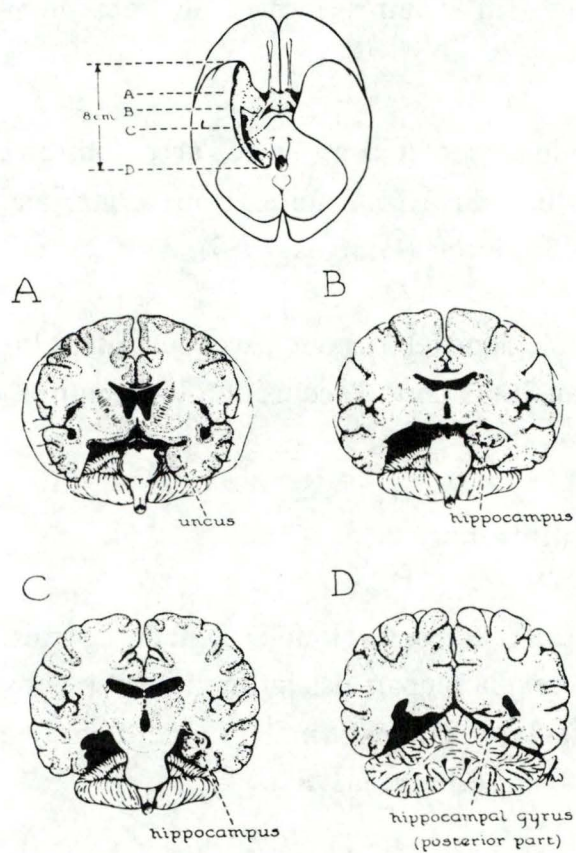 A
B
8cm
C
L
D
A
B
uncus
hippocampus
C
D
hippocampus
hippocampal gyrus
(posterior part)